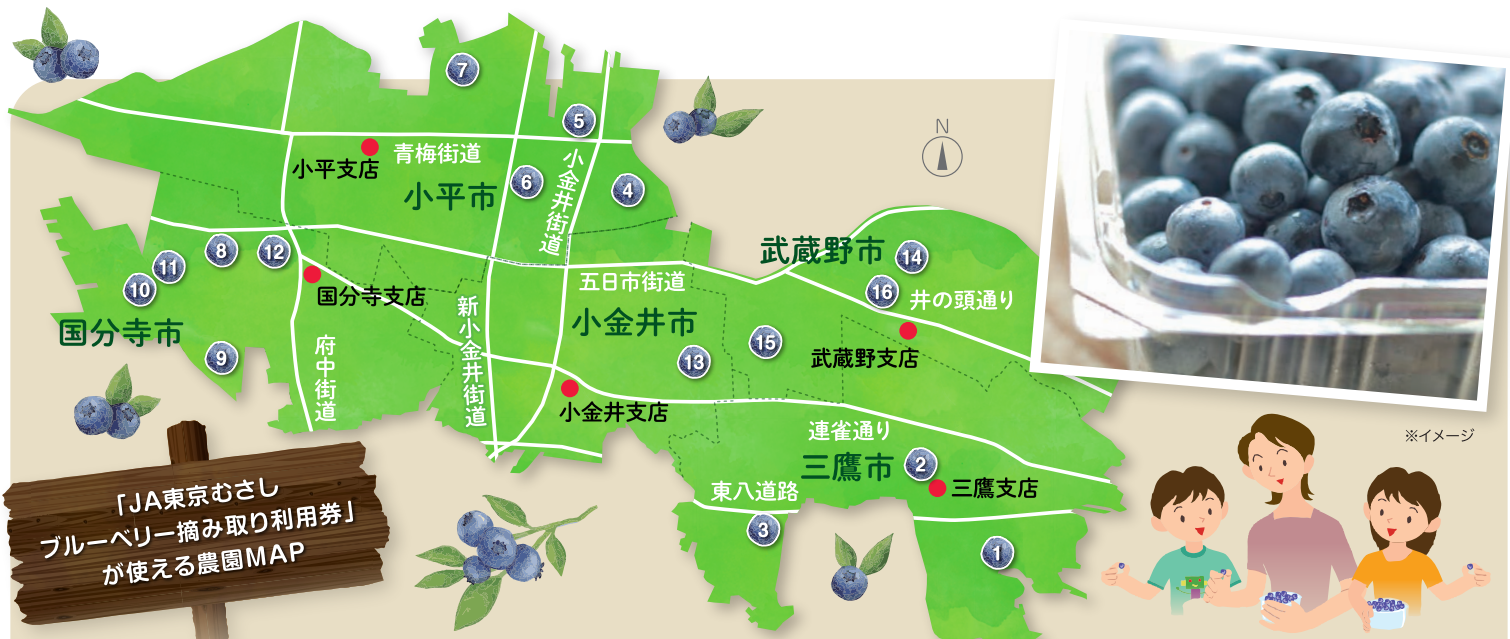 7
5
小平支店
青梅街道
6
4
小平市
小金井街道
N
8
12
11
10
国分寺支店
国分寺市
9
府中街道
新小金井街道
五日市街道
小金井市
13
15
小金井支店
武蔵野市
14
16
井の頭通り
武蔵野支店
連雀通り
三鷹市
2
三鷹支店
東八道路
3
1
※イメージ
「JA東京むさし
ブルーベリー摘み取り利用券」
が使える農園MAP